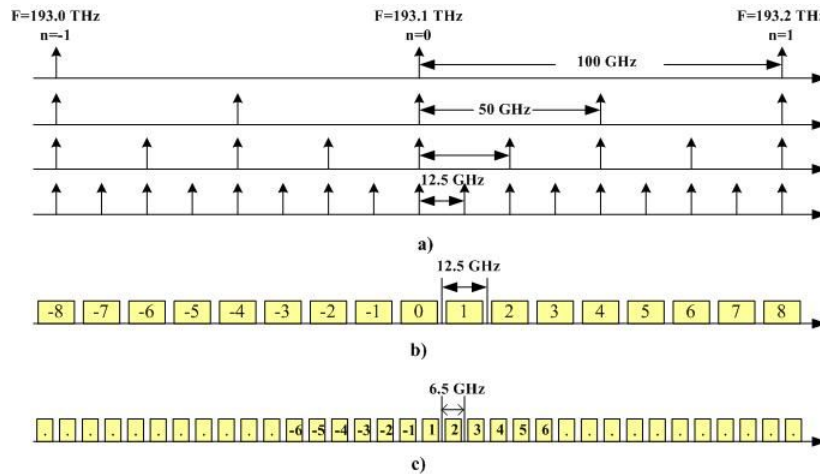 F=193.0 THz F=193.1 THz F=193.2 THz
n=-1 n=0 n=1
100 GHz
50 GHz
12.5 GHz
a)
12.5 GHz
-8 -7 -6 -5 -4 -3 -2 -1 0 1 2 3 4 5 6 7 8
b)
6.5 GHz
. . . . . . . . . . . -6 -5 -4 -3 -2 -1 1 2 3 4 5 6 . . . . . . . . . . .
c)